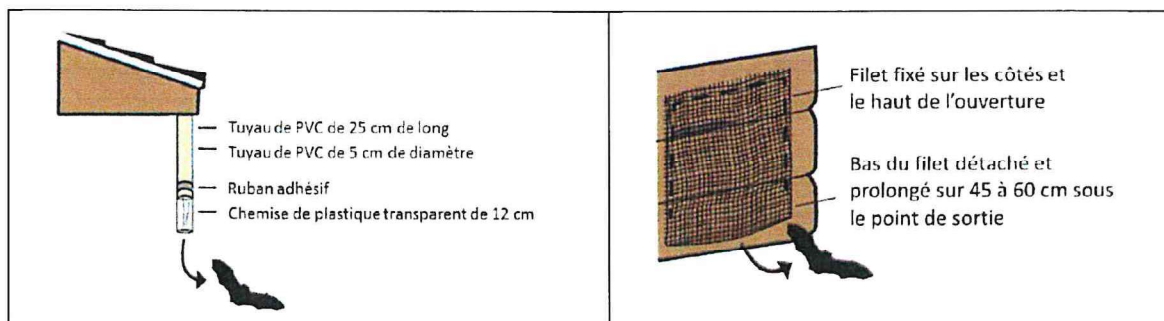 Tuyau de PVC de 25 cm de long
Tuyau de PVC de 5 cm de diamètre
Ruban adhésif
Chemise de plastique transparent de 12 cm
Filet fixé sur les côtés et
le haut de l'ouverture
Bas du filet détaché et
prolongé sur 45 à 60 cm sous
le point de sortie